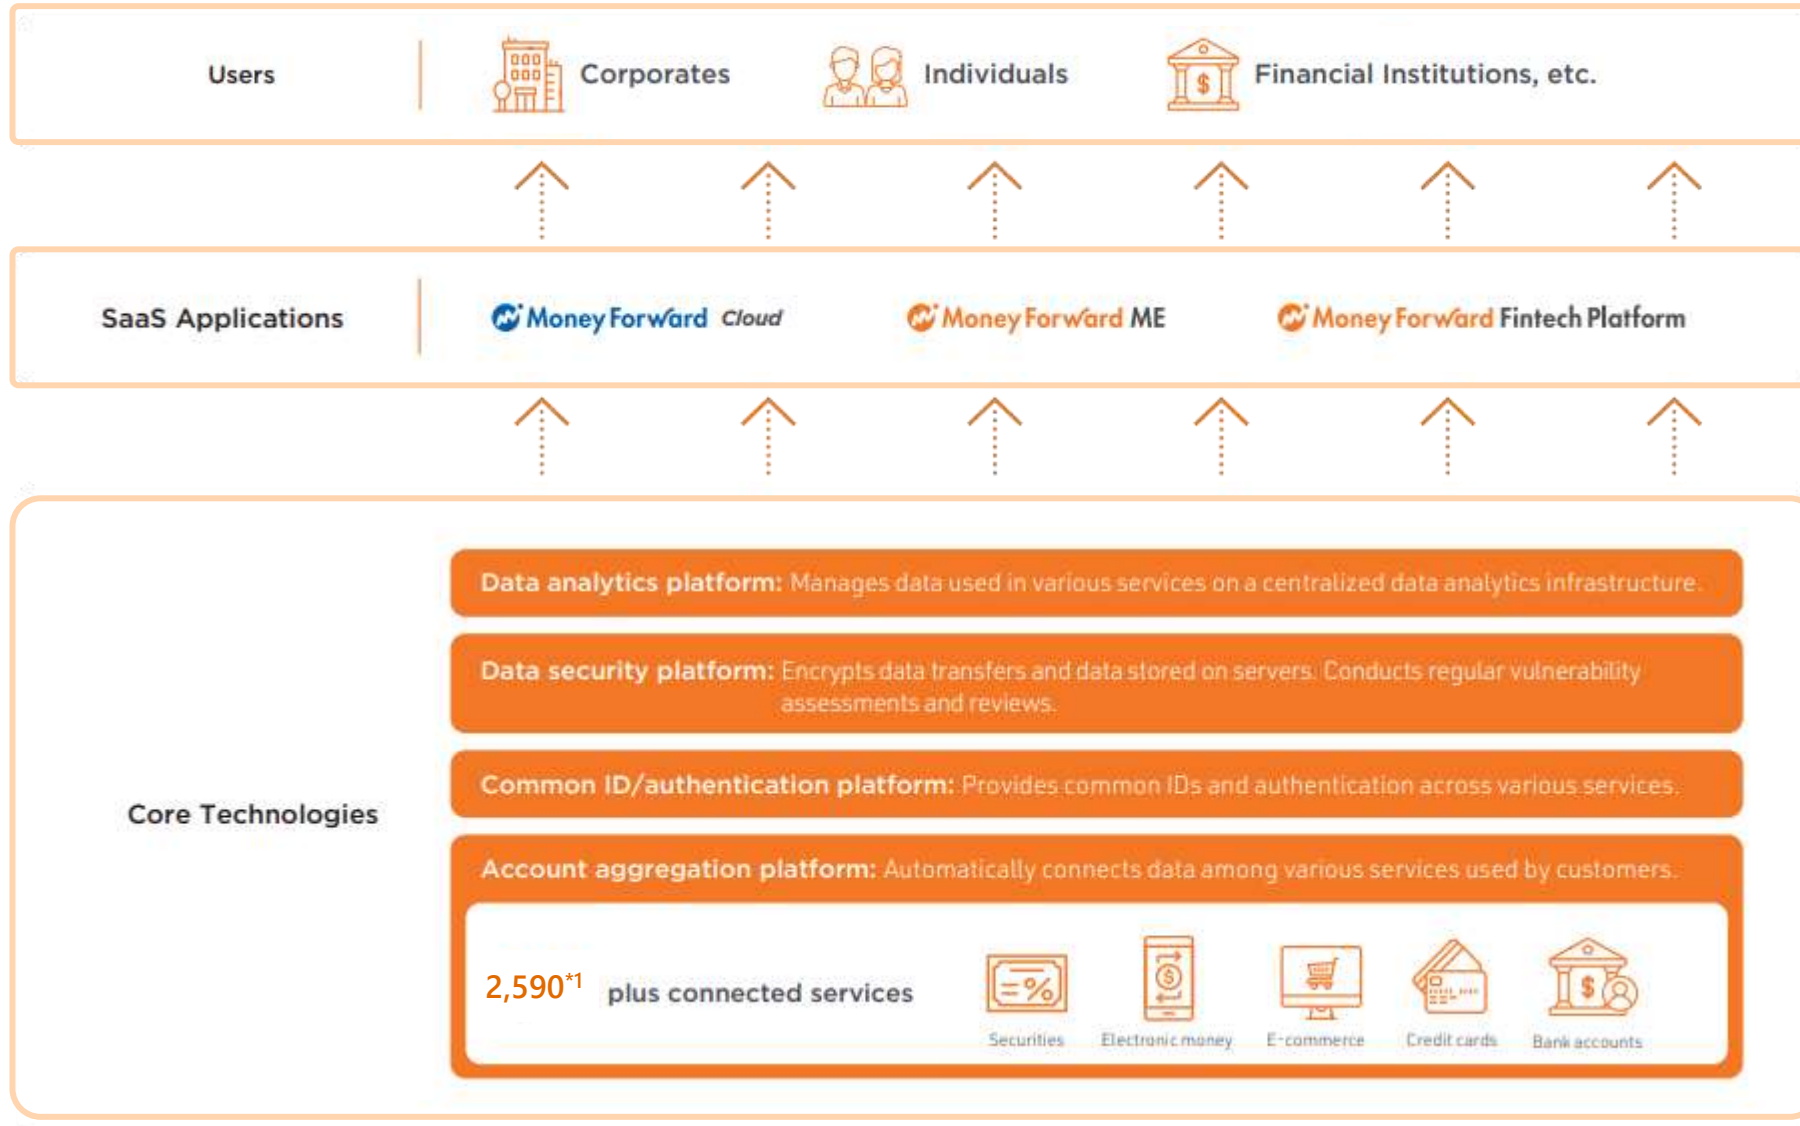 Users
Corporates
Individuals
Financial Institutions, etc.
SaaS Applications
Money Forward Cloud
Money Forward ME
Money Forward Fintech Platform
Core Technologies
Data analytics platform: Manages data used in various services on a centralized data analytics infrastructure.
Data security platform: Encrypts data transfers and data stored on servers. Conducts regular vulnerability
assessments and reviews.
Common ID/authentication platform: Provides common IDs and authentication across various services.
Account aggregation platform: Automatically connects data among various services used by customers.
2,590*1 plus connected services
Securities
Electronic money
E-commerce
Credit cards
Bank accounts